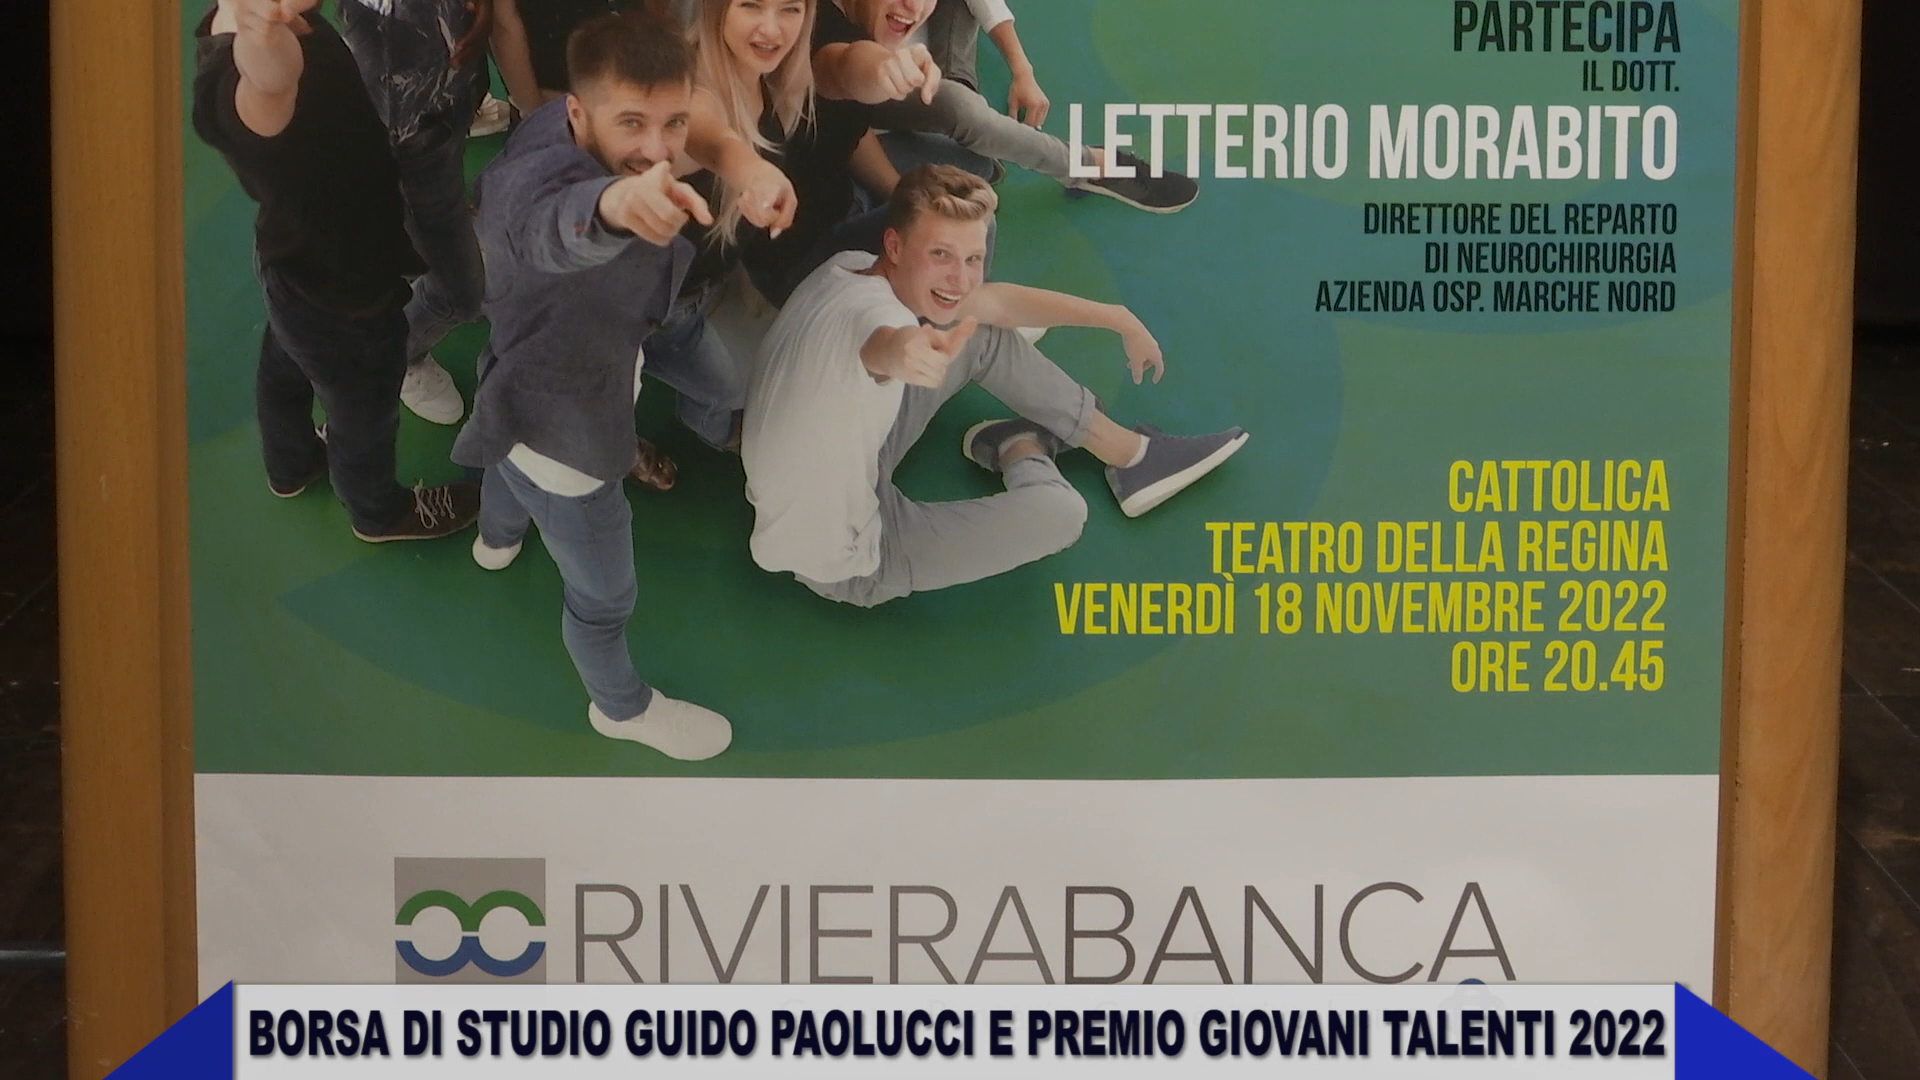 PARTECIPA
IL DOTT.
LETTERIO MORABITO
DIRETTORE DEL REPARTO
DI NEUROCHIRURGIA
AZIENDA OSP. MARCHE NORD
CATTOLICA
TEATRO DELLA REGINA
VENERDÌ 18 NOVEMBRE 2022
ORE 20.45
RIVIERABANCA
BORSA DI STUDIO GUIDO PAOLUCCI E PREMIO GIOVANI TALENTI 2022